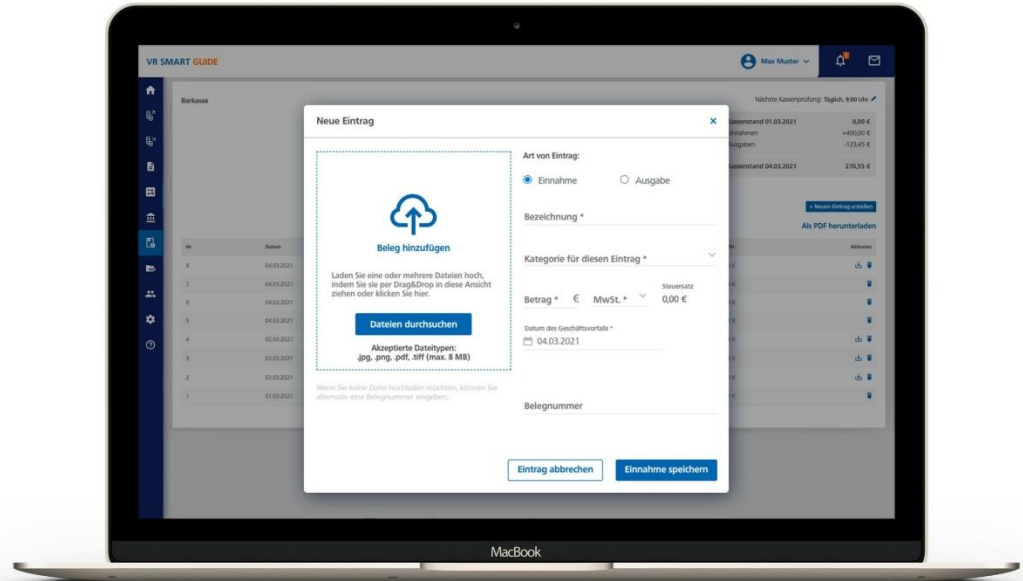 VR SMART GUIDE
Max Muster
1
Barkasse
Nächste Kassenprüfung: Täglich, 9:00 Uhr
Kassenstand 01.03.2021 0,00 €
Einnahmen +400,00 €
Ausgaben -123,45 €
Kassenstand 04.03.2021 276,55 €
+ Neuen Eintrag erstellen
Als PDF herunterladen
Nr. Datum Aktionen
8 04.03.2021 €
7 04.03.2021 €
6 04.03.2021 €
5 04.03.2021 €
4 02.03.2021 €
3 02.03.2021 €
2 02.03.2021 €
1 01.03.2021 €
Neue Eintrag
Beleg hinzufügen
Laden Sie eine oder mehrere Dateien hoch,
indem Sie sie per Drag&Drop in diese Ansicht
ziehen oder klicken Sie hier.
Dateien durchsuchen
Akzeptierte Dateitypen:
.jpg, .png, .pdf, .tiff (max. 8 MB)
Wenn Sie keine Datei hochladen möchten, können Sie
alternativ eine Belegnummer eingeben.
Art von Eintrag:
Einnahme Ausgabe
Bezeichnung *
Kategorie für diesen Eintrag *
Steuersatz
Betrag * € MwSt. * 0,00 €
Datum des Geschäftsvorfalls *
04.03.2021
Belegnummer
Eintrag abbrechen Einnahme speichern
MacBook